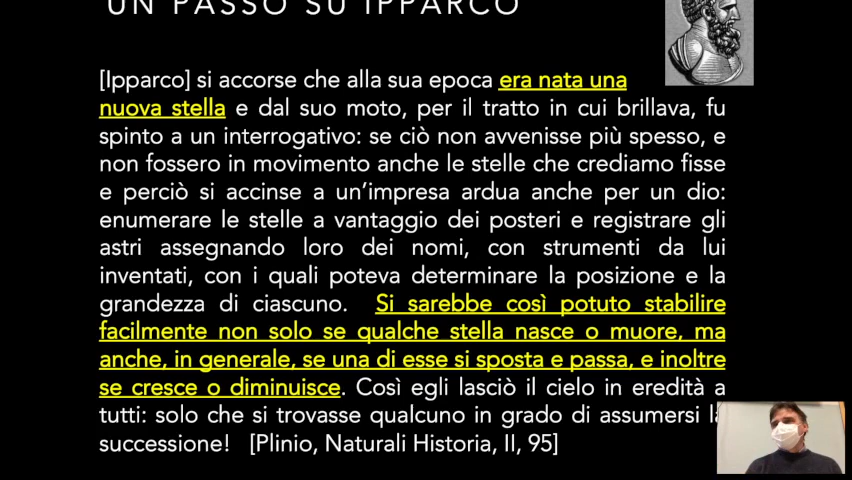 UN PASSO SU IPPARCO
[Ipparco] si accorse che alla sua epoca era nata una
nuova stella e dal suo moto, per il tratto in cui brillava, fu
spinto a un interrogativo: se ciò non avvenisse più spesso, e
non fossero in movimento anche le stelle che crediamo fisse
e perciò si accinse a un'impresa ardua anche per un dio:
enumerare le stelle a vantaggio dei posteri e registrare gli
astri assegnando loro dei nomi, con strumenti da lui
inventati, con i quali poteva determinare la posizione e la
grandezza di ciascuno. Si sarebbe così potuto stabilire
facilmente non solo se qualche stella nasce o muore, ma
anche, in generale, se una di esse si sposta e passa, e inoltre
se cresce o diminuisce. Così egli lasciò il cielo in eredità a
tutti: solo che si trovasse qualcuno in grado di assumersi la
successione! [Plinio, Naturali Historia, II, 95]